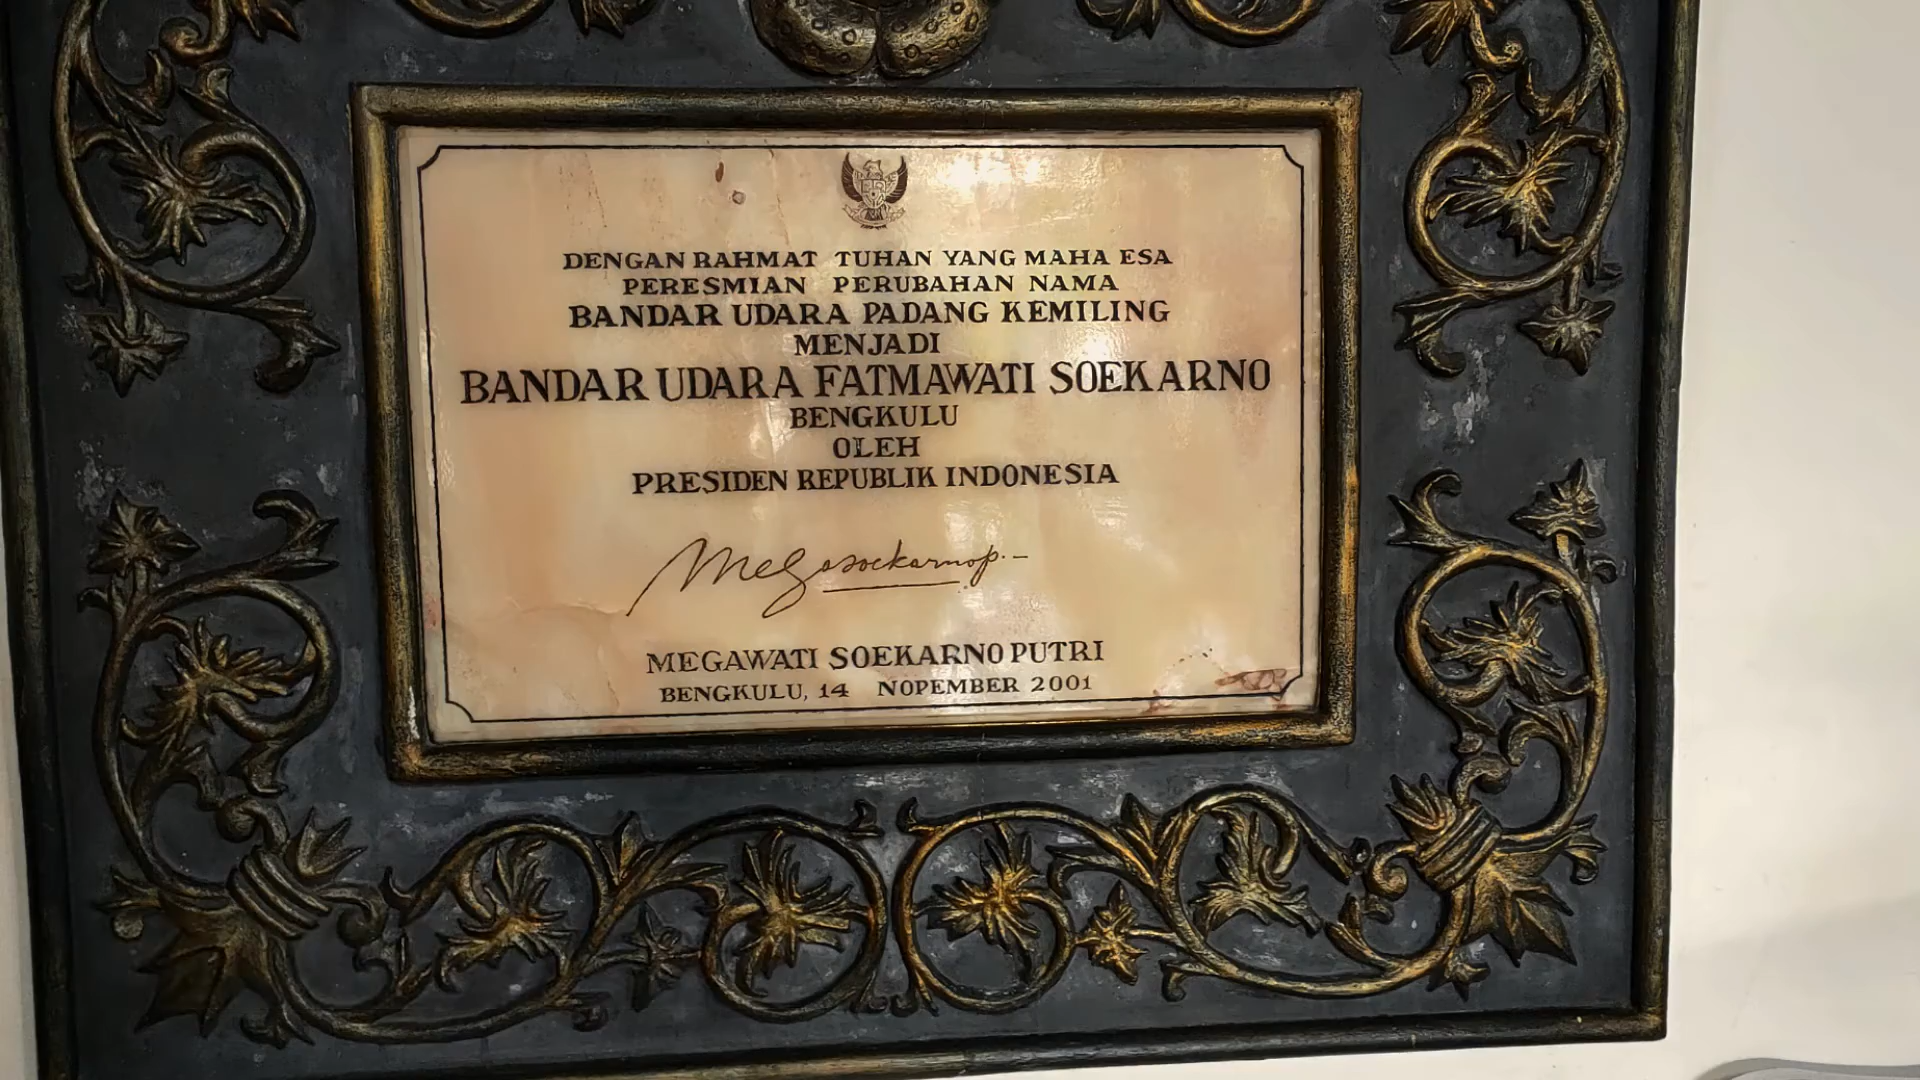 DENGAN RAHMAT TUHAN YANG MAHA ESA
PERESMIAN PERUBAHAN NAMA
BANDAR UDARA PADANG KEMILING
MENJADI
BANDAR UDARA FATMAWATI SOEKARNO
BENGKULU
OLEH
PRESIDEN REPUBLIK INDONESIA
Megasoekarnop.-
MEGAWATI SOEKARNO PUTRI
BENGKULU, 14 NOPEMBER 2001